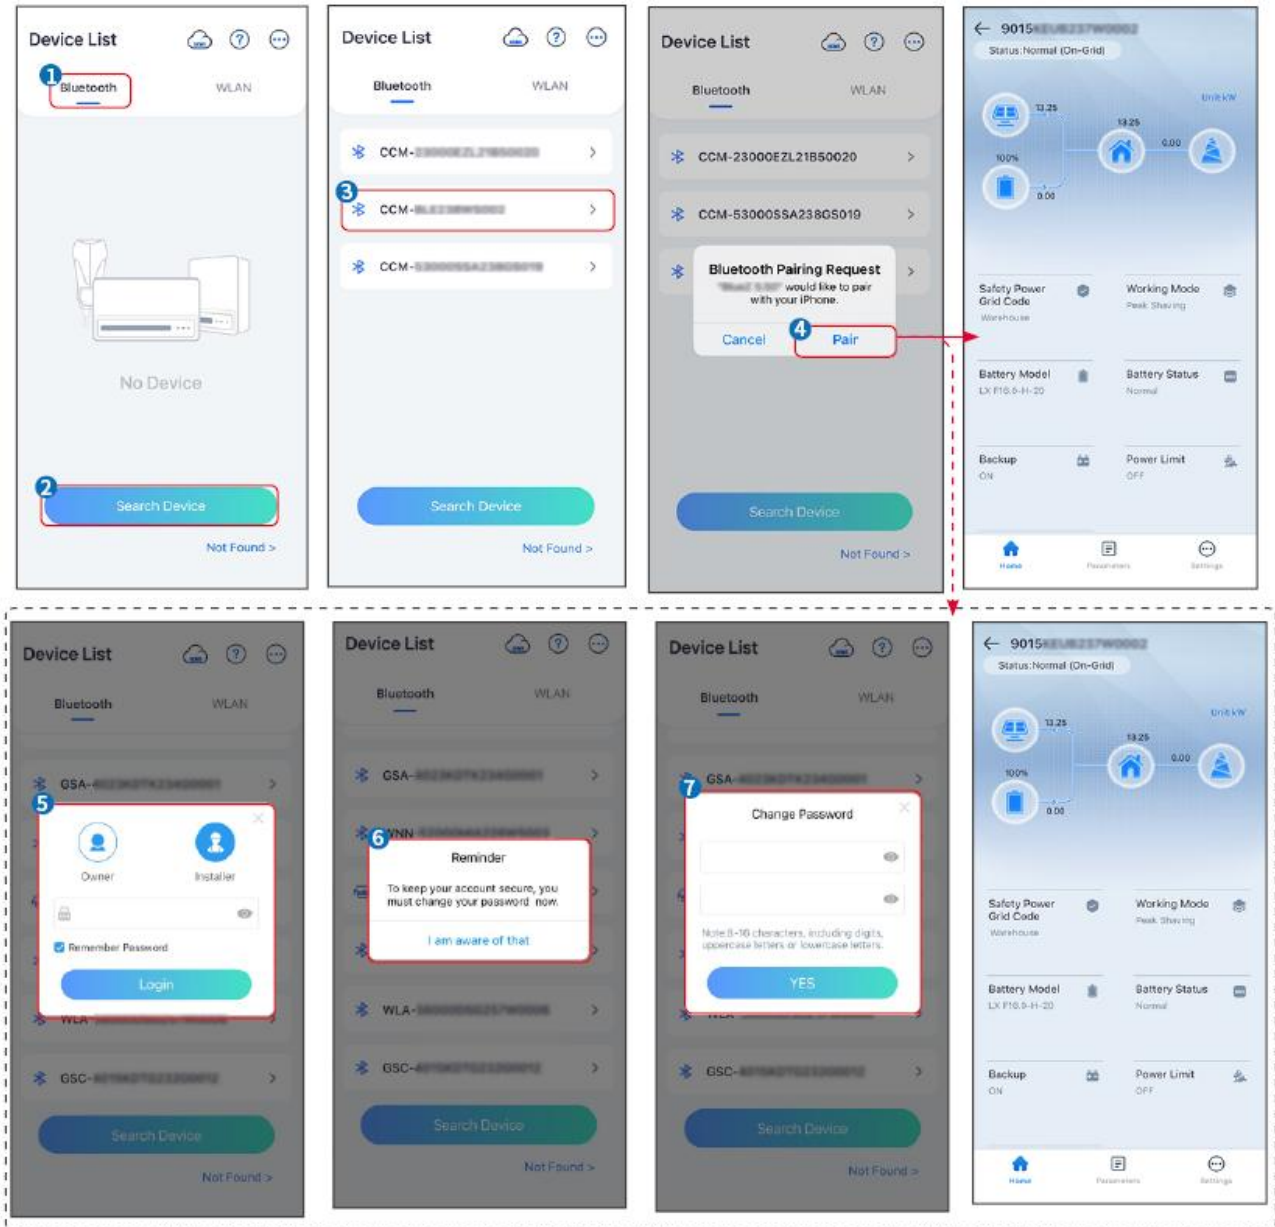 Device List
1
Bluetooth WLAN
No Device
2
Search Device
Not Found >
Device List
Bluetooth WLAN
CCM-
3
CCM-
CCM-
Search Device
Not Found >
Device List
Bluetooth WLAN
CCM-23000EZL21B50020
CCM-53000SSA238GS019
Bluetooth Pairing Request
would like to pair
with your iPhone.
4
Cancel Pair
Search Device
Not Found >
9015
Status:Normal (On-Grid)
Unit:kW
13.25
13.25
0.00
100%
0.00
Safety Power
Grid Code
Warehouse
Working Mode
Peak Shaving
Battery Model
LX F16.0-H-20
Battery Status
Normal
Backup
ON
Power Limit
OFF
Home Parameters Settings
Device List
Bluetooth WLAN
GSA-
5
Owner Installer
Remember Password
Login
WLA-
GSC-
Search Device
Not Found >
Device List
Bluetooth WLAN
GSA-
6
WNN-
Reminder
To keep your account secure, you
must change your password now.
I am aware of that
WLA-
GSC-
Search Device
Not Found >
Device List
Bluetooth WLAN
GSA-
7
Change Password
Note:8-16 characters, including digits,
uppercase letters or lowercase letters.
YES
WLA-
GSC-
Search Device
Not Found >
9015
Status:Normal (On-Grid)
Unit:kW
13.25
13.25
0.00
100%
0.00
Safety Power
Grid Code
Warehouse
Working Mode
Peak Shaving
Battery Model
LX F16.0-H-20
Battery Status
Normal
Backup
ON
Power Limit
OFF
Home Parameters Settings